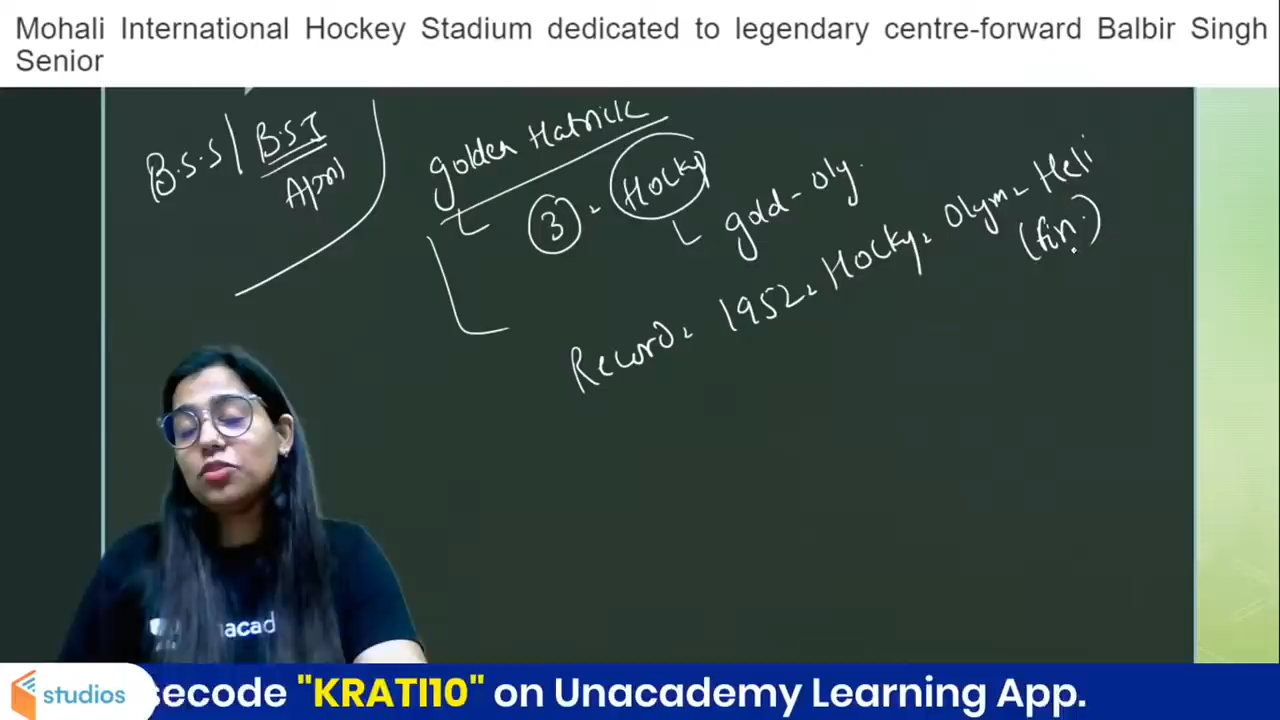 Mohali International Hockey Stadium dedicated to legendary centre-forward Balbir Singh
Senior
B.S.S | B.S.J
April
golden Hatrick
3, Hocky
gold - oly.
Record, 1952, Hocky, Olym, Heli
(fin.)
acad
studios
secode "KRATI10" on Unacademy Learning App.